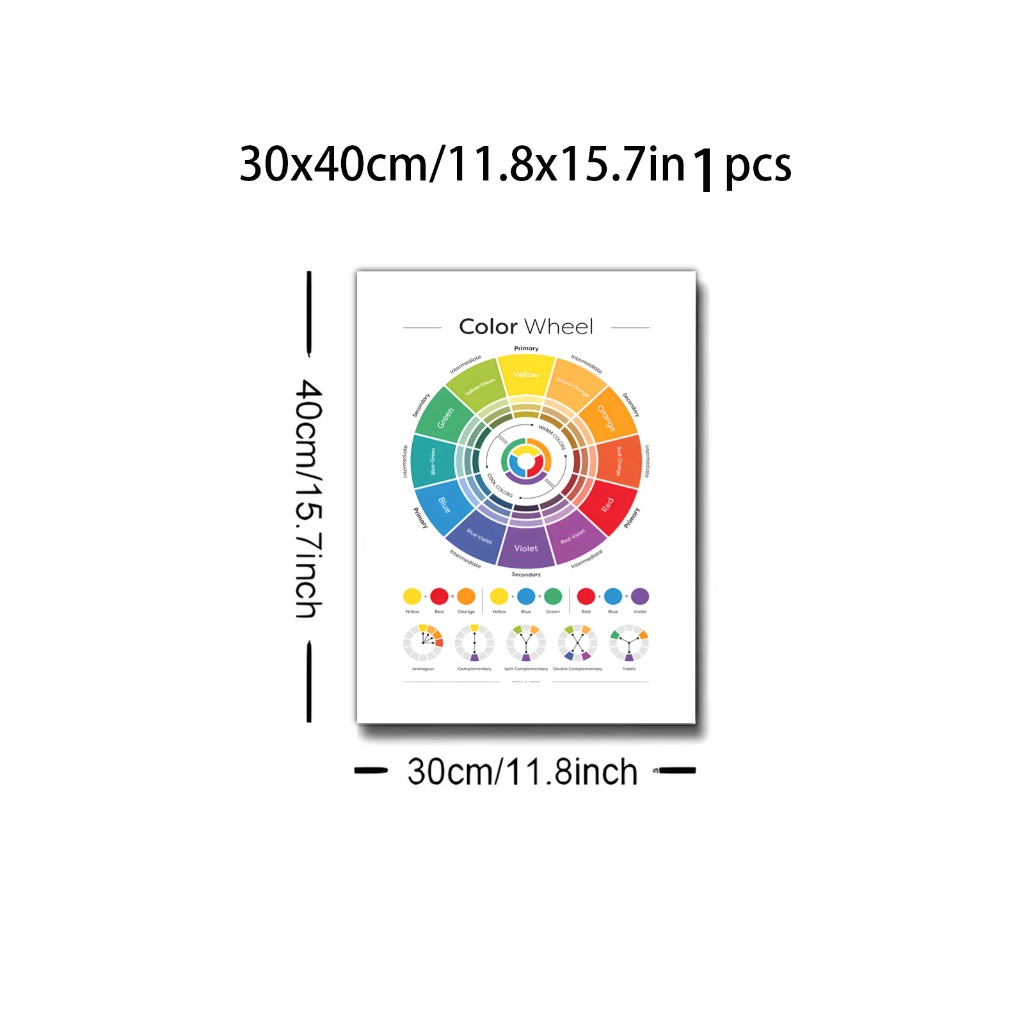 30x40cm/11.8x15.7in 1 pcs
40cm/15.7inch
Color Wheel
Primary
Intermediate
Intermediate
Yellow
Yellow-Green
Yellow-Orange
Secondary
Secondary
Green
Orange
WARM COLORS
Intermediate
Intermediate
Blue-Green
Red-Orange
COOL COLORS
Blue
Red
Primary
Primary
Blue-Violet
Red-Violet
Violet
Intermediate
Intermediate
Secondary
+ = + = + =
Yellow Red Orange Yellow Blue Green Red Blue Violet
Analogous Complementary Split Complementary Double Complementary Triadic
30cm/11.8inch